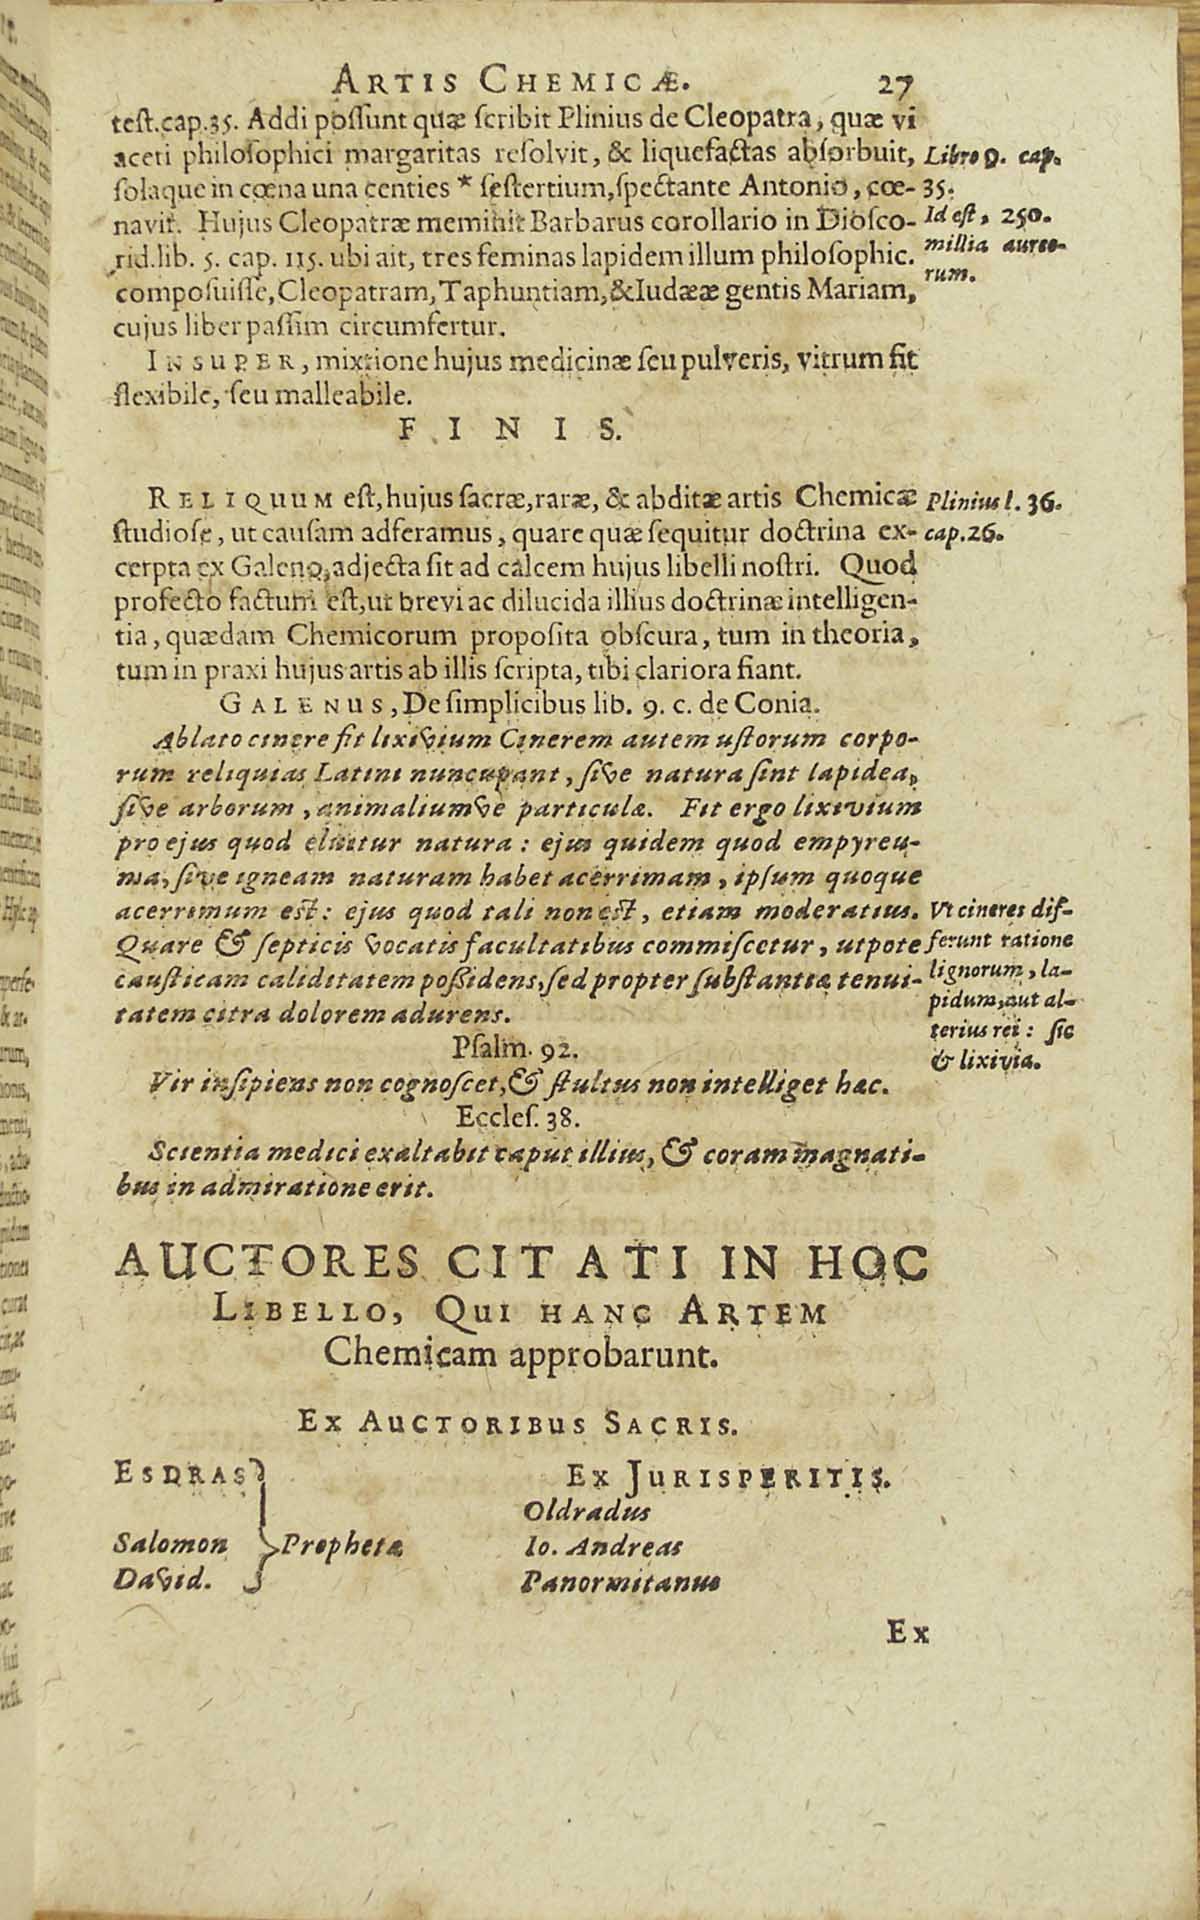 ARTIS CHEMICÆ. 27
test. cap. 35. Addi possunt quæ scribit Plinius de Cleopatra, quæ vi
aceti philosophici margaritas resolvit, & liquefactas absorbuit,
solaque in cœna una centies * sestertium, spectante Antonio, cœ-
navit. Hujus Cleopatræ meminit Barbarus corollario in Diosco-
rid. lib. 5. cap. 115. ubi ait, tres feminas lapidem illum philosophic.
composuisse, Cleopatram, Taphuntiam, & Iudææ gentis Mariam,
cujus liber passim circumfertur.
Libro 9. cap.
35.
Id est, 250.
millia aureo-
rum.
INSUPER, mixtione hujus medicinæ seu pulveris, vitrum fit
flexibile, seu malleabile.
FINIS.
RELIQUUM est, hujus sacræ, raræ, & abditæ artis Chemicæ
studiose, ut causam adferamus, quare quæ sequitur doctrina ex-
cerpta ex Galeno, adjecta sit ad calcem hujus libelli nostri. Quod
profecto factum est, ut brevi ac dilucida illius doctrinæ intelligen-
tia, quædam Chemicorum proposita obscura, tum in theoria,
tum in praxi hujus artis ab illis scripta, tibi clariora fiant.
Plinius l. 36.
cap. 26.
GALENUS, De simplicibus lib. 9. c. de Conia.
Ablato cinere fit lixivium Cinerem autem ustorum corpo-
rum reliquias Latini nuncupant, sive natura sint lapidea,
sive arborum, animaliumve particulæ. Fit ergo lixivium
pro ejus quod eluitur natura: ejus quidem quod empyreu-
ma, sive igneam naturam habet acerrimam, ipsum quoque
acerrimum est: ejus quod tali non est, etiam moderatius.
Quare & septicis vocatis facultatibus commiscetur, utpote
causticam caliditatem possidens, sed propter substantiæ tenui-
tatem citra dolorem adurens.
Vt cineres dif-
ferunt ratione
lignorum, la-
pidum, aut al-
terius rei: sic
& lixivia.
Psalm. 92.
Vir insipiens non cognoscet, & stultus non intelliget hæc.
Eccles. 38.
Scientia medici exaltabit caput illius, & coram magnati-
bus in admiratione erit.
AUCTORES CITATI IN HOC
LIBELLO, QUI HANC ARTEM
Chemicam approbarunt.
EX AUCTORIBUS SACRIS.
ESDRAS
Salomon
David.
Prophetæ
EX JURISPERITIS.
Oldradus
Io. Andreas
Panormitanus
Ex